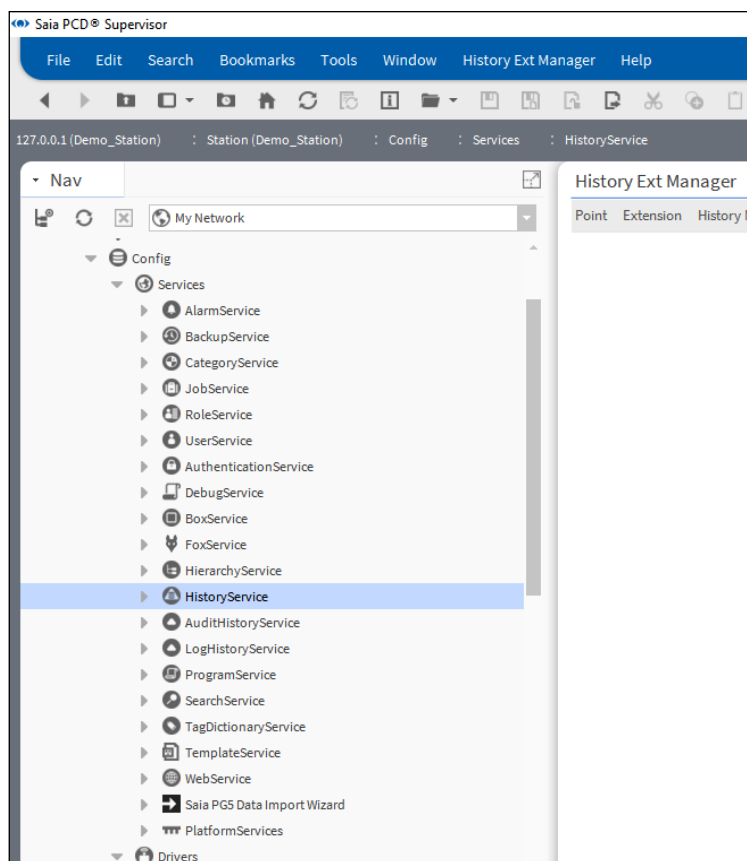 Saia PCD® Supervisor
File Edit Search Bookmarks Tools Window History Ext Manager Help
127.0.0.1 (Demo_Station) : Station (Demo_Station) : Config : Services : HistoryService
Nav
History Ext Manager
My Network
Point Extension History
Config
Services
AlarmService
BackupService
CategoryService
JobService
RoleService
UserService
AuthenticationService
DebugService
BoxService
FoxService
HierarchyService
HistoryService
AuditHistoryService
LogHistoryService
ProgramService
SearchService
TagDictionaryService
TemplateService
WebService
Saia PG5 Data Import Wizard
PlatformServices
Drivers